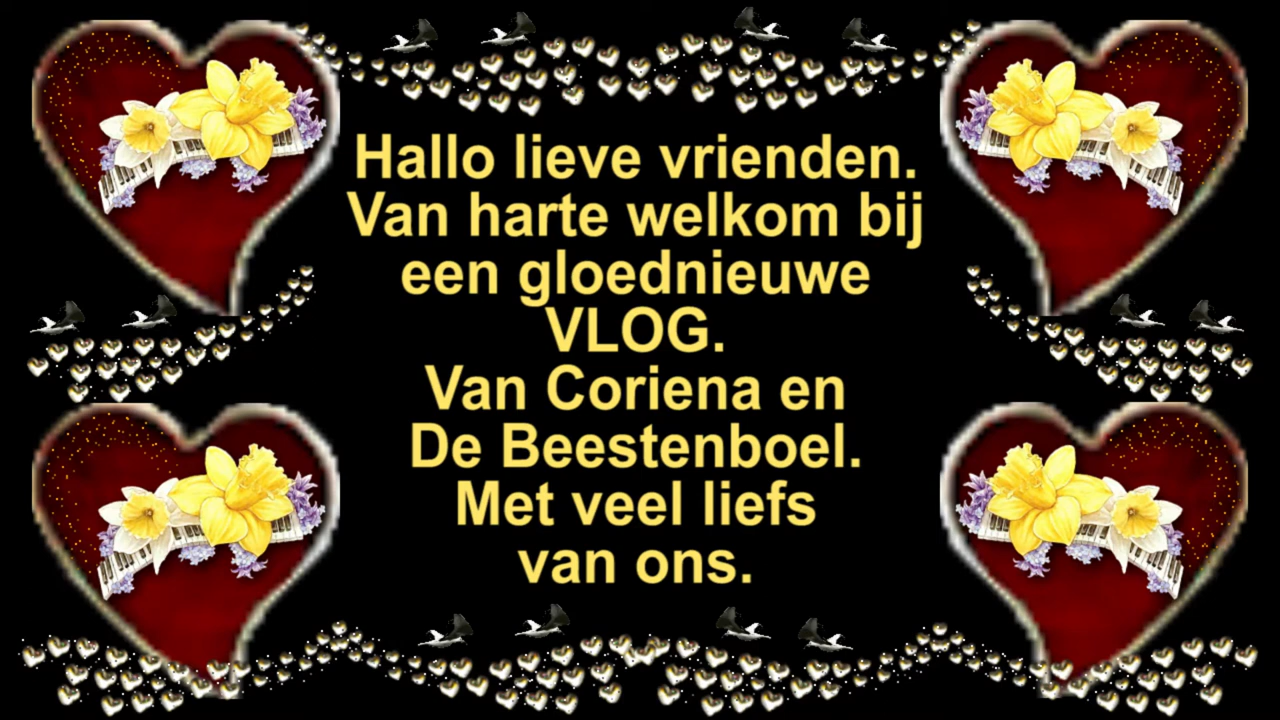 Hallo lieve vrienden.
Van harte welkom bij
een gloednieuwe
VLOG.
Van Coriena en
De Beestenboel.
Met veel liefs
van ons.